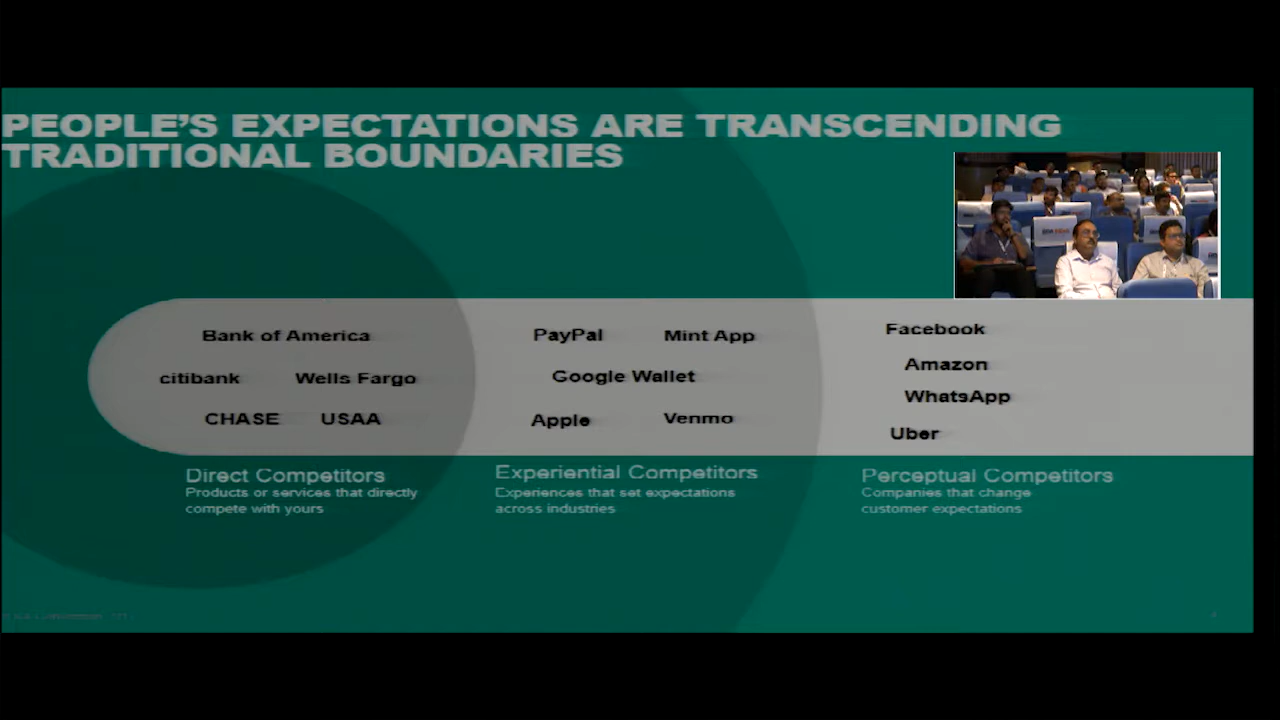 PEOPLE'S EXPECTATIONS ARE TRANSCENDING
TRADITIONAL BOUNDARIES
Bank of America
citibank Wells Fargo
CHASE USAA
PayPal Mint App
Google Wallet
Apple Venmo
Facebook
Amazon
WhatsApp
Uber
Direct Competitors
Products or services that directly
compete with yours
Experiential Competitors
Experiences that set expectations
across industries
Perceptual Competitors
Companies that change
customer expectations